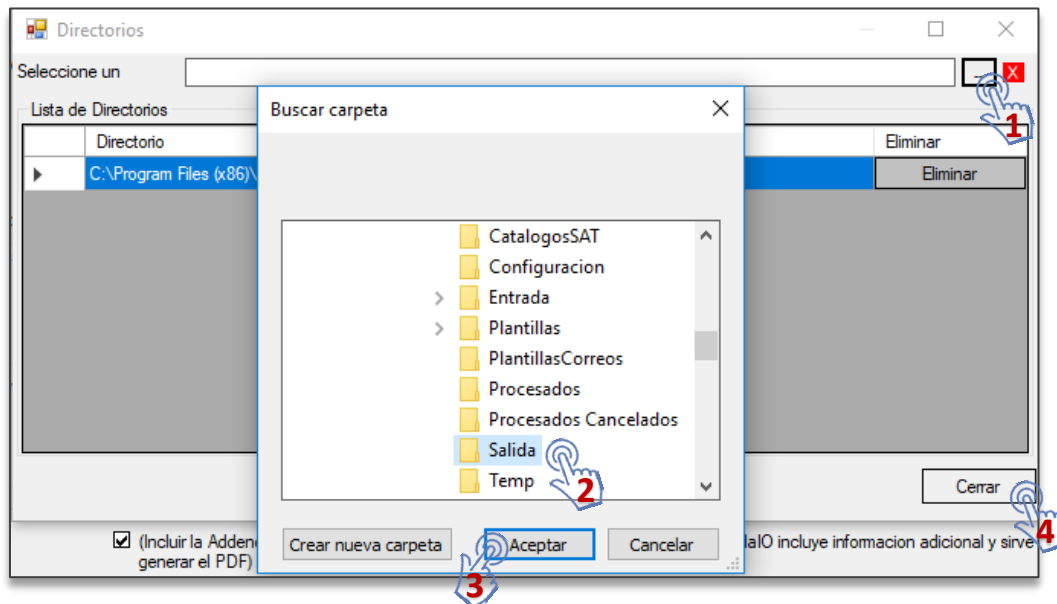 Directorios
Seleccione un
...
X
1
Lista de Directorios
Buscar carpeta
Directorio
Eliminar
C:\Program Files (x86)\
Eliminar
CatalogosSAT
Configuracion
Entrada
Plantillas
PlantillasCorreos
Procesados
Procesados Cancelados
Salida
Temp
2
Cerrar
4
Crear nueva carpeta
Aceptar
Cancelar
3
(Incluir la Adden
laIO incluye informacion adicional y sirve
generar el PDF)